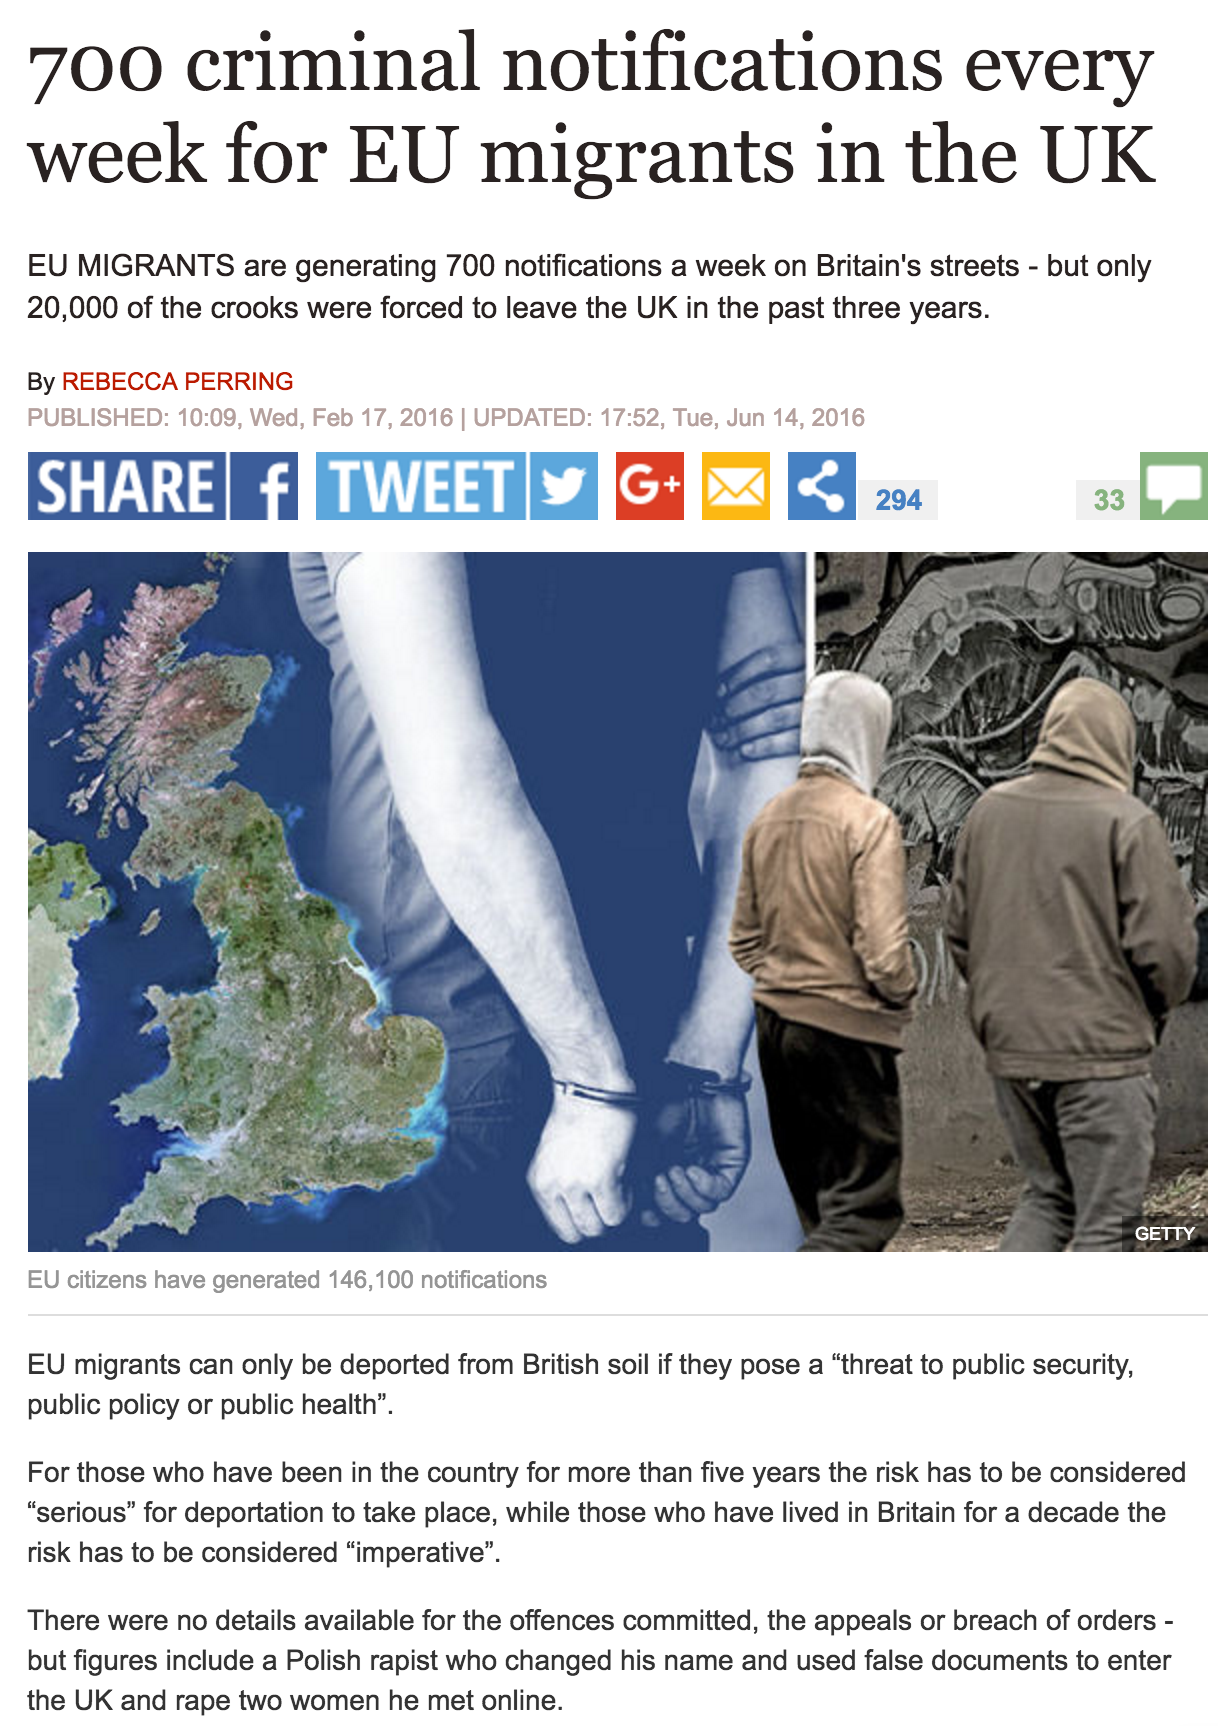 700 criminal notifications every
week for EU migrants in the UK
EU MIGRANTS are generating 700 notifications a week on Britain's streets - but only
20,000 of the crooks were forced to leave the UK in the past three years.
By REBECCA PERRING
PUBLISHED: 10:09, Wed, Feb 17, 2016 | UPDATED: 17:52, Tue, Jun 14, 2016
SHARE f TWEET G+ 294 33
GETTY
EU citizens have generated 146,100 notifications
EU migrants can only be deported from British soil if they pose a “threat to public security,
public policy or public health”.
For those who have been in the country for more than five years the risk has to be considered
“serious” for deportation to take place, while those who have lived in Britain for a decade the
risk has to be considered “imperative”.
There were no details available for the offences committed, the appeals or breach of orders -
but figures include a Polish rapist who changed his name and used false documents to enter
the UK and rape two women he met online.